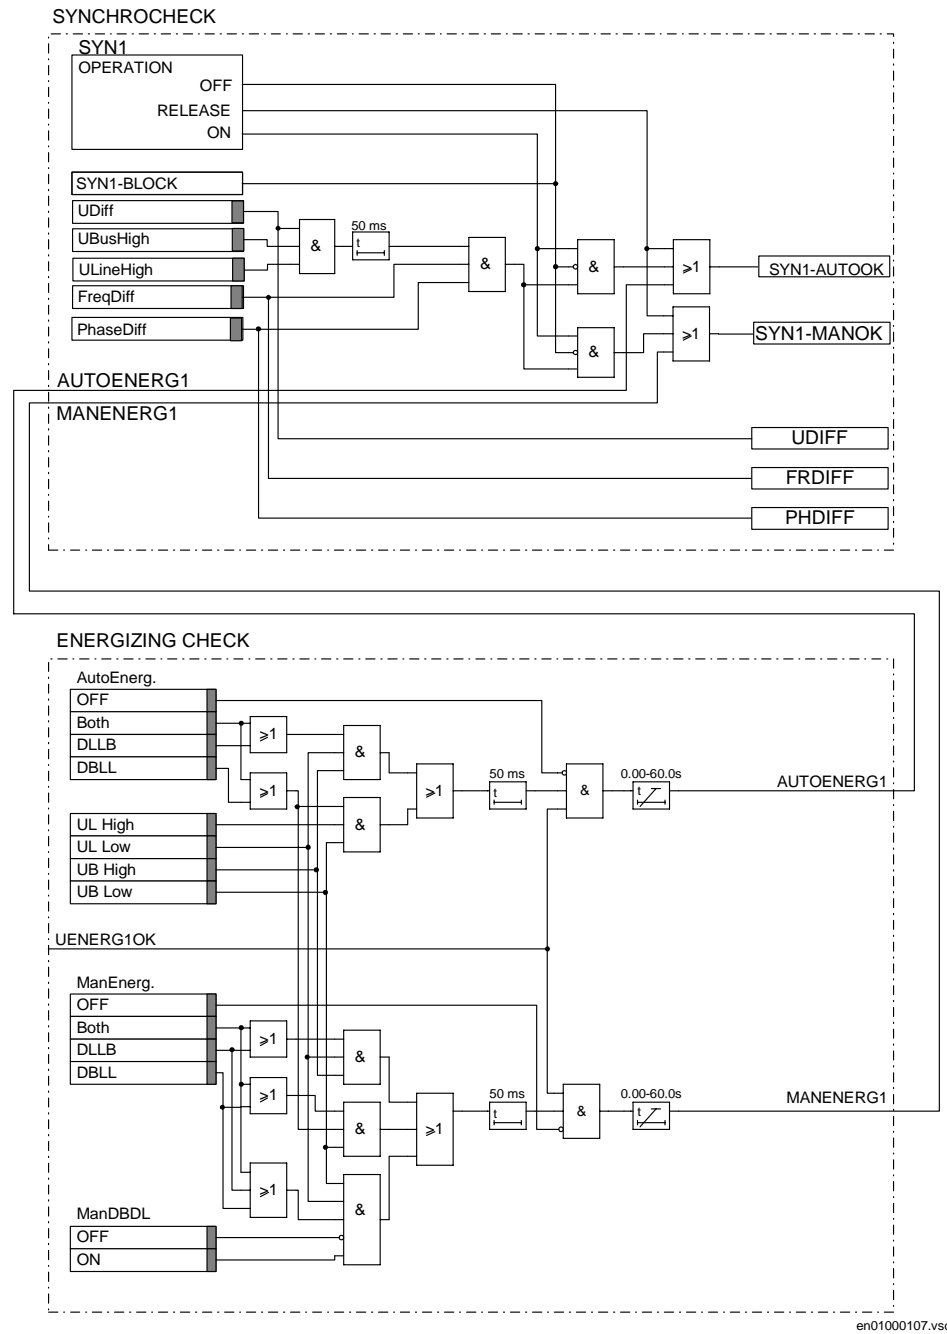 SYNCHROCHECK
SYN1
OPERATION
OFF
RELEASE
ON
SYN1-BLOCK
UDiff
UBusHigh
ULineHigh
FreqDiff
PhaseDiff
&
50 ms
t
&
&
&
≥1
≥1
SYN1-AUTOOK
SYN1-MANOK
AUTOENERG1
MANENERG1
UDIFF
FRDIFF
PHDIFF
ENERGIZING CHECK
AutoEnerg.
OFF
Both
DLLB
DBLL
≥1
≥1
&
&
≥1
50 ms
t
&
0.00-60.0s
t
AUTOENERG1
UL High
UL Low
UB High
UB Low
UENERG1OK
ManEnerg.
OFF
Both
DLLB
DBLL
≥1
≥1
≥1
&
&
&
≥1
50 ms
t
&
0.00-60.0s
t
MANENERG1
ManDBDL
OFF
ON
en01000107.vsd